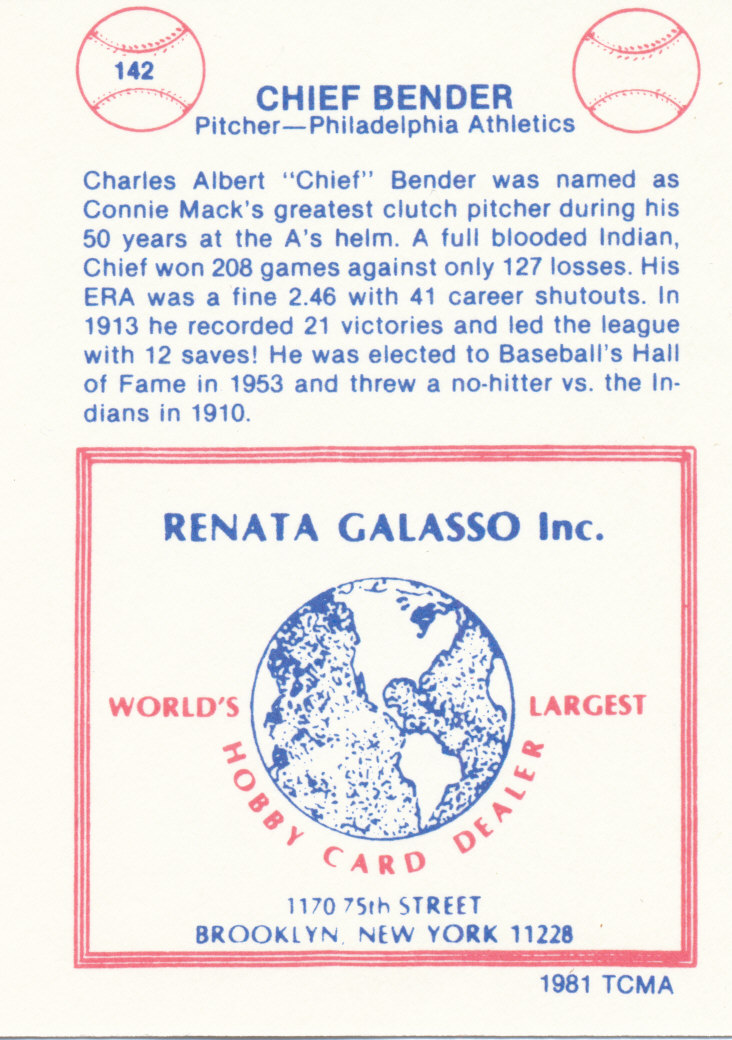 142
CHIEF BENDER
Pitcher—Philadelphia Athletics
Charles Albert "Chief" Bender was named as
Connie Mack's greatest clutch pitcher during his
50 years at the A's helm. A full blooded Indian,
Chief won 208 games against only 127 losses. His
ERA was a fine 2.46 with 41 career shutouts. In
1913 he recorded 21 victories and led the league
with 12 saves! He was elected to Baseball's Hall
of Fame in 1953 and threw a no-hitter vs. the In-
dians in 1910.
RENATA GALASSO Inc.
WORLD'S LARGEST
HOBBY CARD DEALER
1170 75th STREET
BROOKLYN, NEW YORK 11228
1981 TCMA